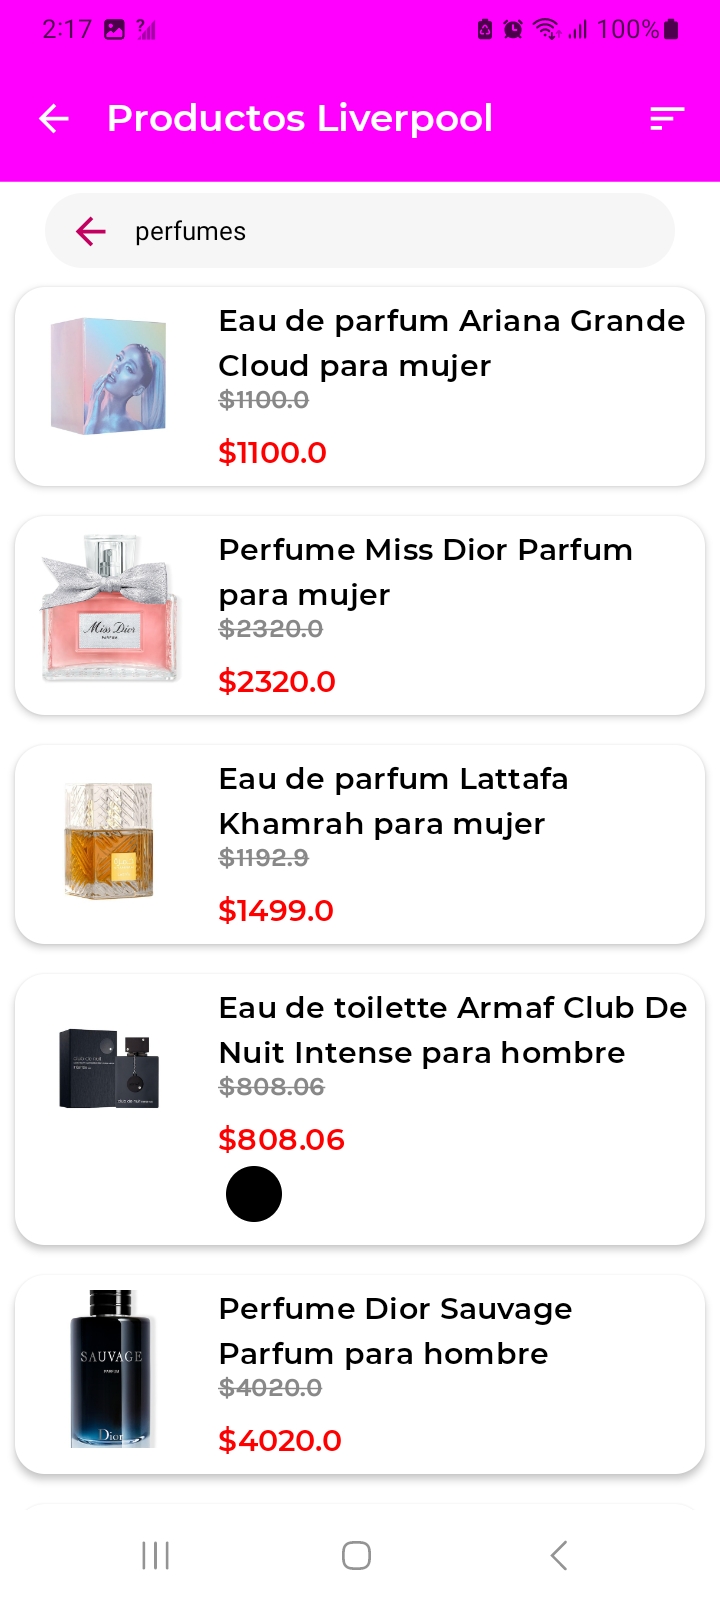 2:17
100%
Productos Liverpool
perfumes
Eau de parfum Ariana Grande
Cloud para mujer
$1100.0
$1100.0
Miss Dior
PARFUM
Perfume Miss Dior Parfum
para mujer
$2320.0
$2320.0
Eau de parfum Lattafa
Khamrah para mujer
$1192.9
$1499.0
Eau de toilette Armaf Club De
Nuit Intense para hombre
$808.06
$808.06
SAUVAGE
PARFUM
Dior
Perfume Dior Sauvage
Parfum para hombre
$4020.0
$4020.0